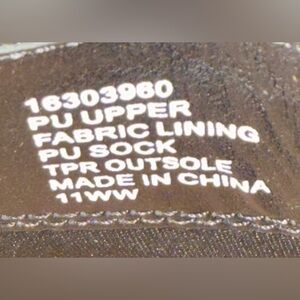 16303960
PU UPPER
FABRIC LINING
PU SOCK
TPR OUTSOLE
MADE IN CHINA
11WW